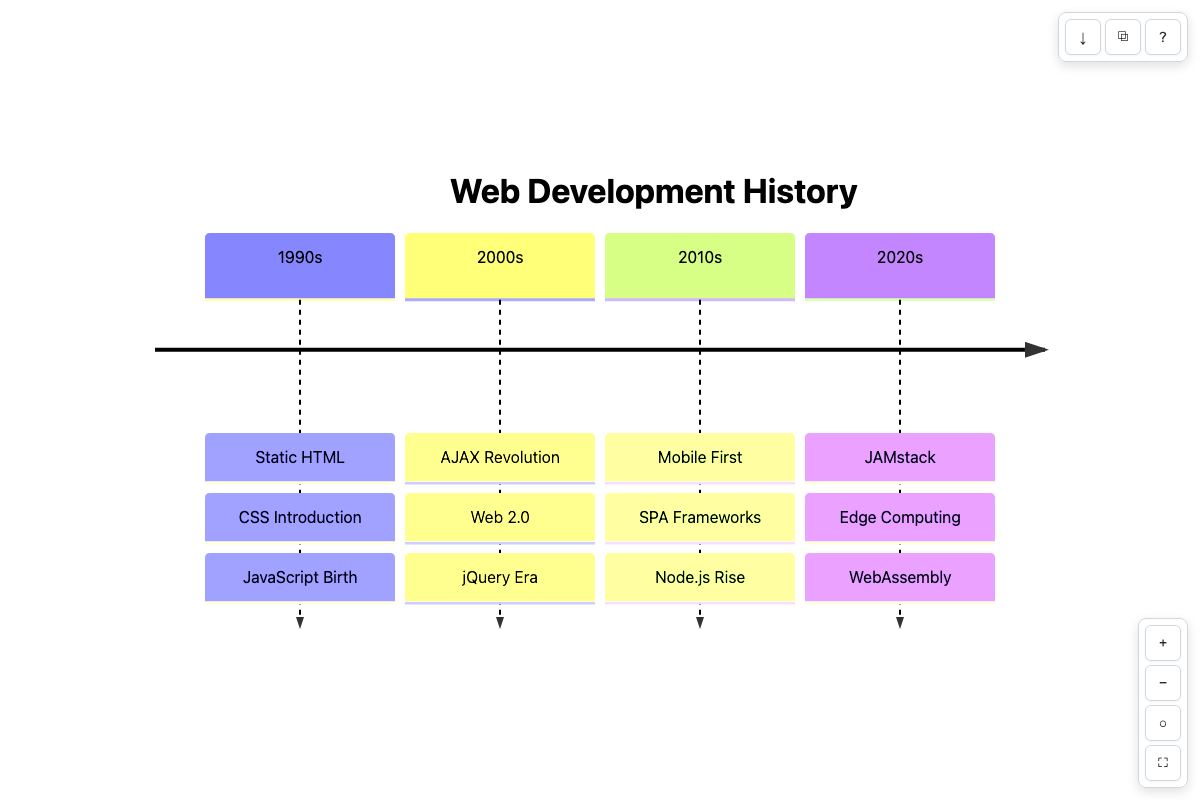 Web Development History
1990s
2000s
2010s
2020s
Static HTML
AJAX Revolution
Mobile First
JAMstack
CSS Introduction
Web 2.0
SPA Frameworks
Edge Computing
JavaScript Birth
jQuery Era
Node.js Rise
WebAssembly